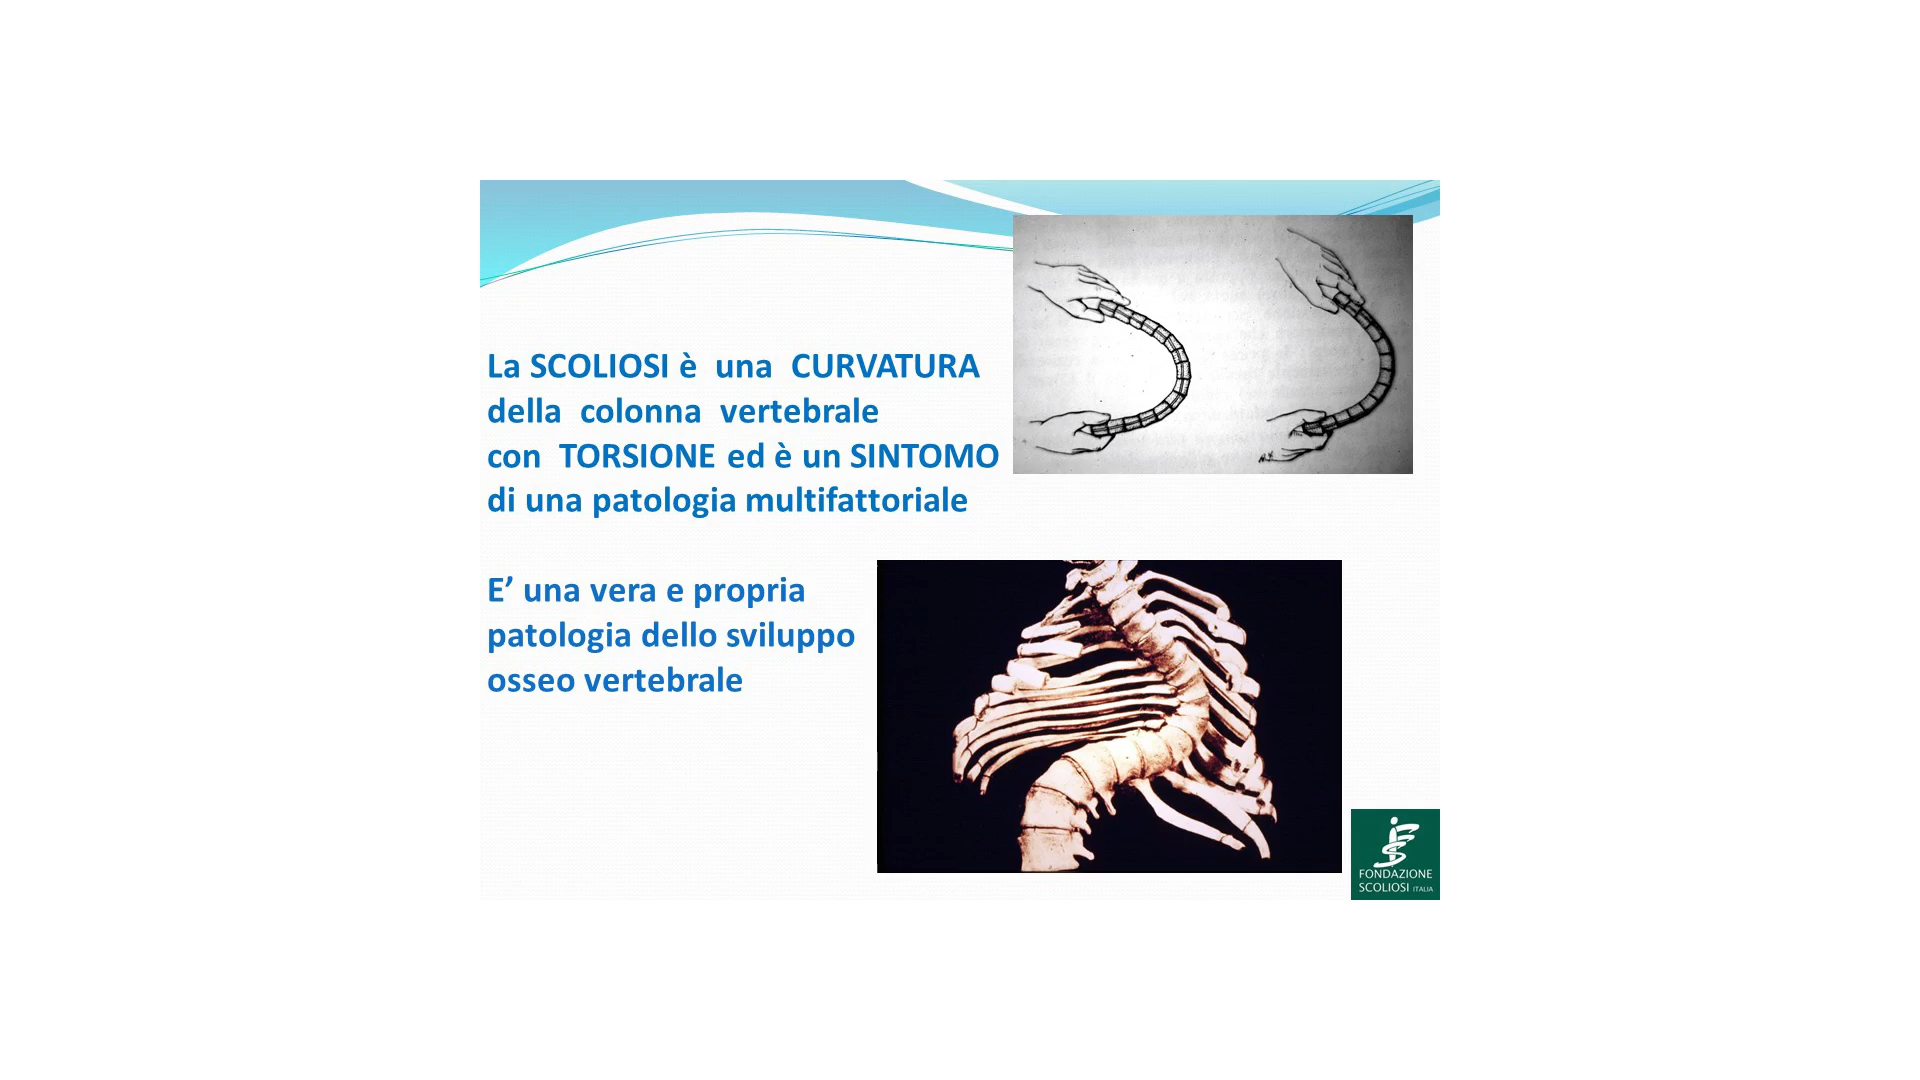 La SCOLIOSI è una CURVATURA
della colonna vertebrale
con TORSIONE ed è un SINTOMO
di una patologia multifattoriale
E’ una vera e propria
patologia dello sviluppo
osseo vertebrale
FONDAZIONE
SCOLIOSI ITALIA